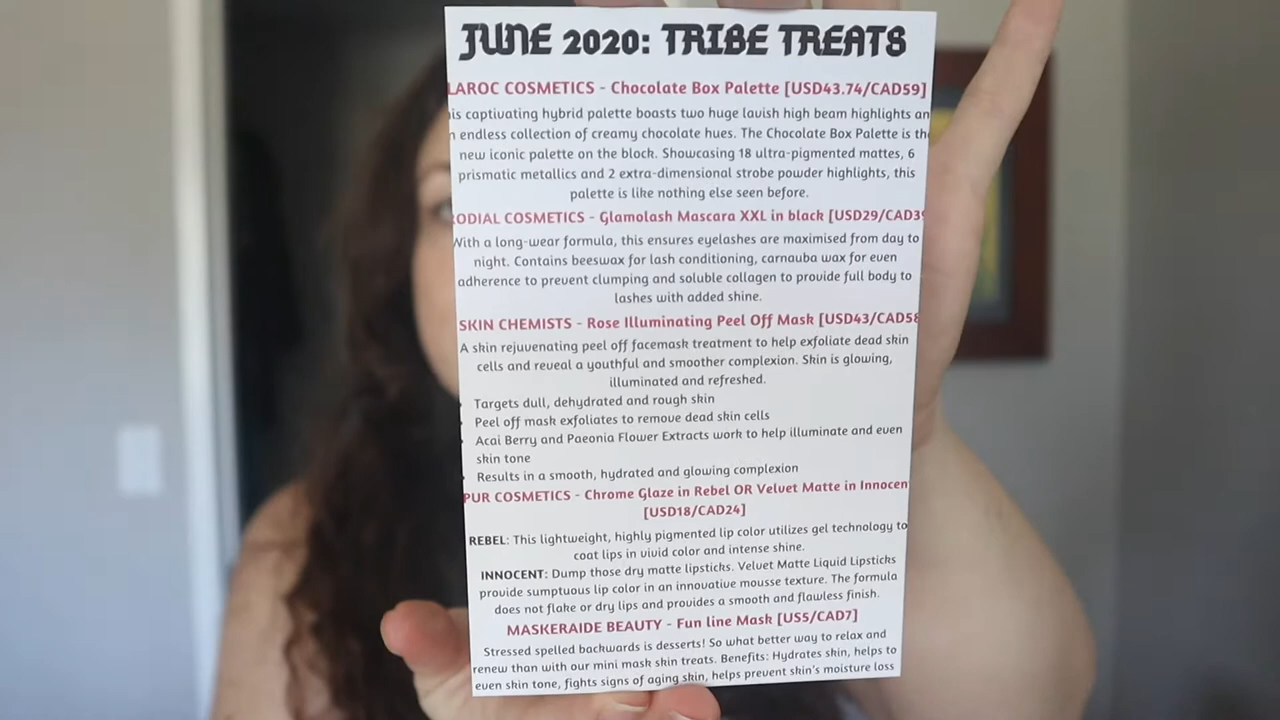 JUNE 2020: TRIBE TREATS
LAROC COSMETICS - Chocolate Box Palette [USD43.74/CAD59]
is captivating hybrid palette boasts two huge lavish high beam highlights an
n endless collection of creamy chocolate hues. The Chocolate Box Palette is the
new iconic palette on the block. Showcasing 18 ultra-pigmented mattes, 6
prismatic metallics and 2 extra-dimensional strobe powder highlights, this
palette is like nothing else seen before.
RODIAL COSMETICS - Glamolash Mascara XXL in black [USD29/CAD39
With a long-wear formula, this ensures eyelashes are maximised from day to
night. Contains beeswax for lash conditioning, carnauba wax for even
adherence to prevent clumping and soluble collagen to provide full body to
lashes with added shine.
SKIN CHEMISTS - Rose Illuminating Peel Off Mask [USD43/CAD58
A skin rejuvenating peel off facemask treatment to help exfoliate dead skin
cells and reveal a youthful and smoother complexion. Skin is glowing,
illuminated and refreshed.
Targets dull, dehydrated and rough skin
Peel off mask exfoliates to remove dead skin cells
Acai Berry and Paeonia Flower Extracts work to help illuminate and even
skin tone
Results in a smooth, hydrated and glowing complexion
PUR COSMETICS - Chrome Glaze in Rebel OR Velvet Matte in Innocen
[USD18/CAD24]
REBEL: This lightweight, highly pigmented lip color utilizes gel technology to
coat lips in vivid color and intense shine.
INNOCENT: Dump those dry matte lipsticks. Velvet Matte Liquid Lipsticks
provide sumptuous lip color in an innovative mousse texture. The formula
does not flake or dry lips and provides a smooth and flawless finish.
MASKERAIDE BEAUTY - Fun line Mask [US5/CAD7]
Stressed spelled backwards is desserts! So what better way to relax and
renew than with our mini mask skin treats. Benefits: Hydrates skin, helps to
even skin tone, fights signs of aging skin, helps prevent skin's moisture loss